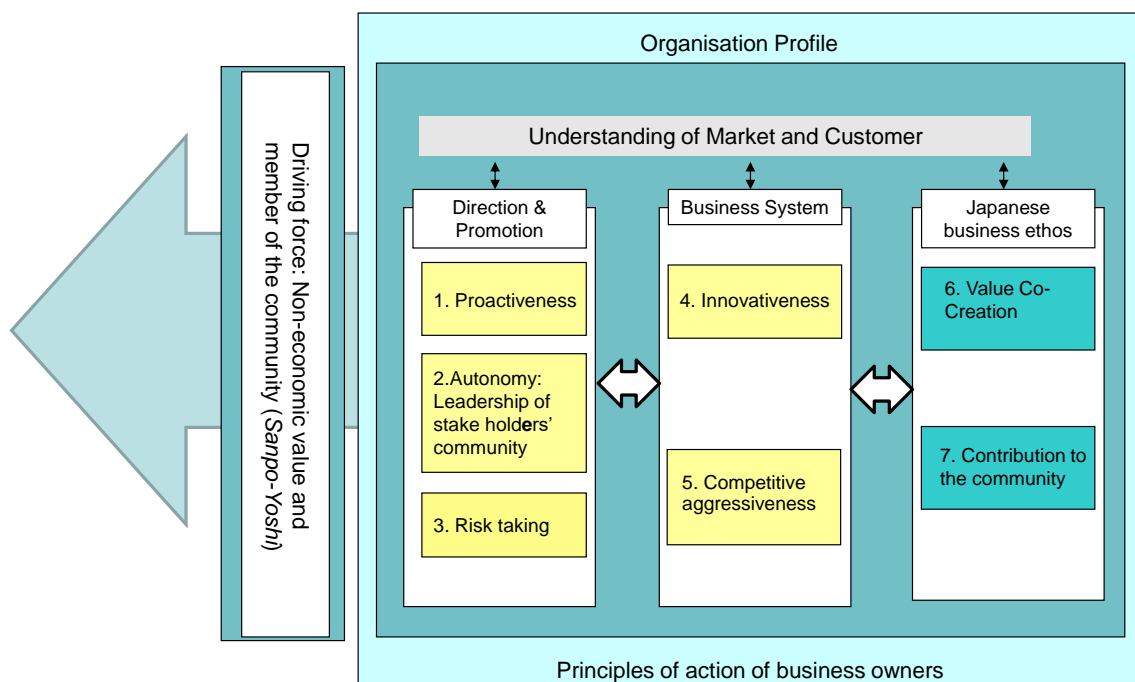 Organisation Profile
Understanding of Market and Customer
Driving force: Non-economic value and
member of the community (Sanpo-Yoshi)
Direction &
Promotion
1. Proactiveness
2.Autonomy:
Leadership of
stake holders'
community
3. Risk taking
Business System
4. Innovativeness
5. Competitive
aggressiveness
Japanese
business ethos
6. Value Co-
Creation
7. Contribution to
the community
Principles of action of business owners